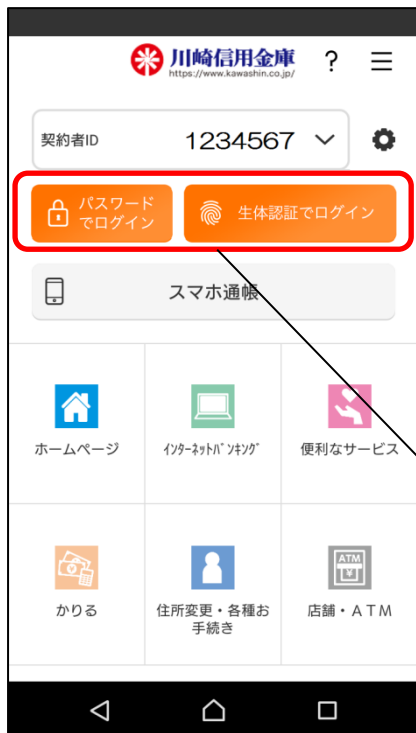 川崎信用金庫
https://www.kawashin.co.jp/
?
契約者ID
1234567
パスワード
でログイン
生体認証でログイン
スマホ通帳
ホームページ
ｲﾝﾀｰﾈｯﾄﾊﾞﾝｷﾝｸﾞ
便利なサービス
ATM
かりる
住所変更・各種お
手続き
店舗・ＡＴＭ